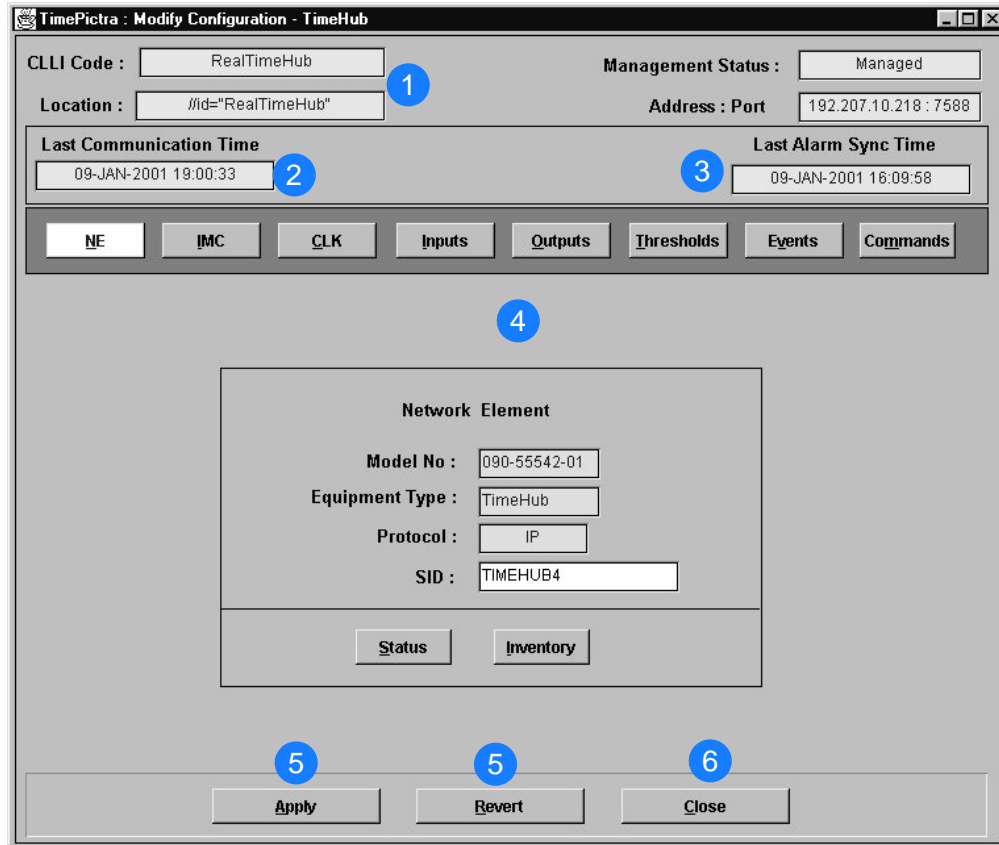 TimePictra : Modify Configuration - TimeHub
CLLI Code : RealTimeHub Management Status : Managed
1
Location : //id="RealTimeHub" Address : Port 192.207.10.218 : 7588
Last Communication Time Last Alarm Sync Time
09-JAN-2001 19:00:33 2 3 09-JAN-2001 16:09:58
NE IMC CLK Inputs Outputs Thresholds Events Commands
4
Network Element
Model No : 090-55542-01
Equipment Type : TimeHub
Protocol : IP
SID : TIMEHUB4
Status Inventory
5 5 6
Apply Revert Close